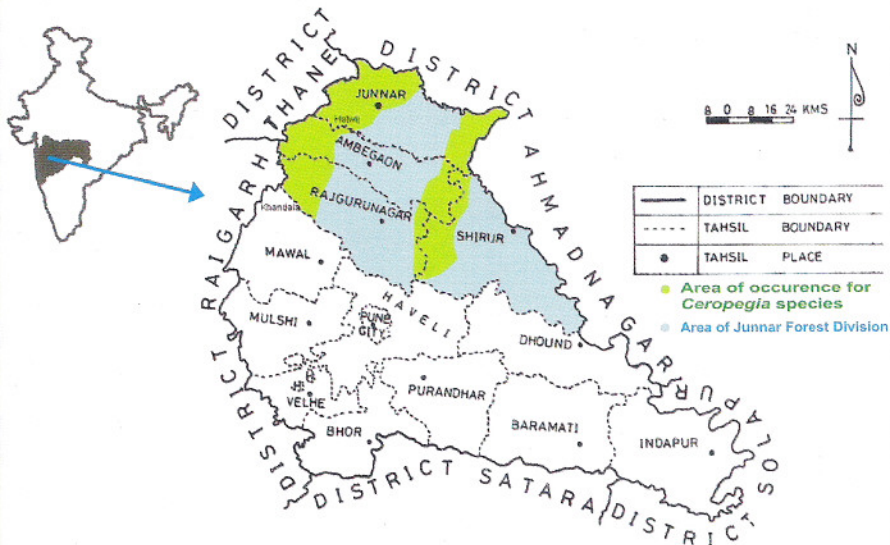 DISTRICT THANE
DISTRICT AHMADNAGAR
JUNNAR
AMBEGAON
RAJGURUNAGAR
Khandala
SHIRUR
MAWAL
HAVELI
MULSHI
PUNE
CITY
DHOUND
VELHE
PURANDHAR
BHOR
BARAMATI
INDAPUR
DISTRICT RAIGARH
DISTRICT SATARA
DISTRICT SOLAPUR
N
8 0 8 16 24 KMS
DISTRICT BOUNDARY
TAHSIL BOUNDARY
TAHSIL PLACE
Area of occurence for
Ceropegia species
Area of Junnar Forest Division